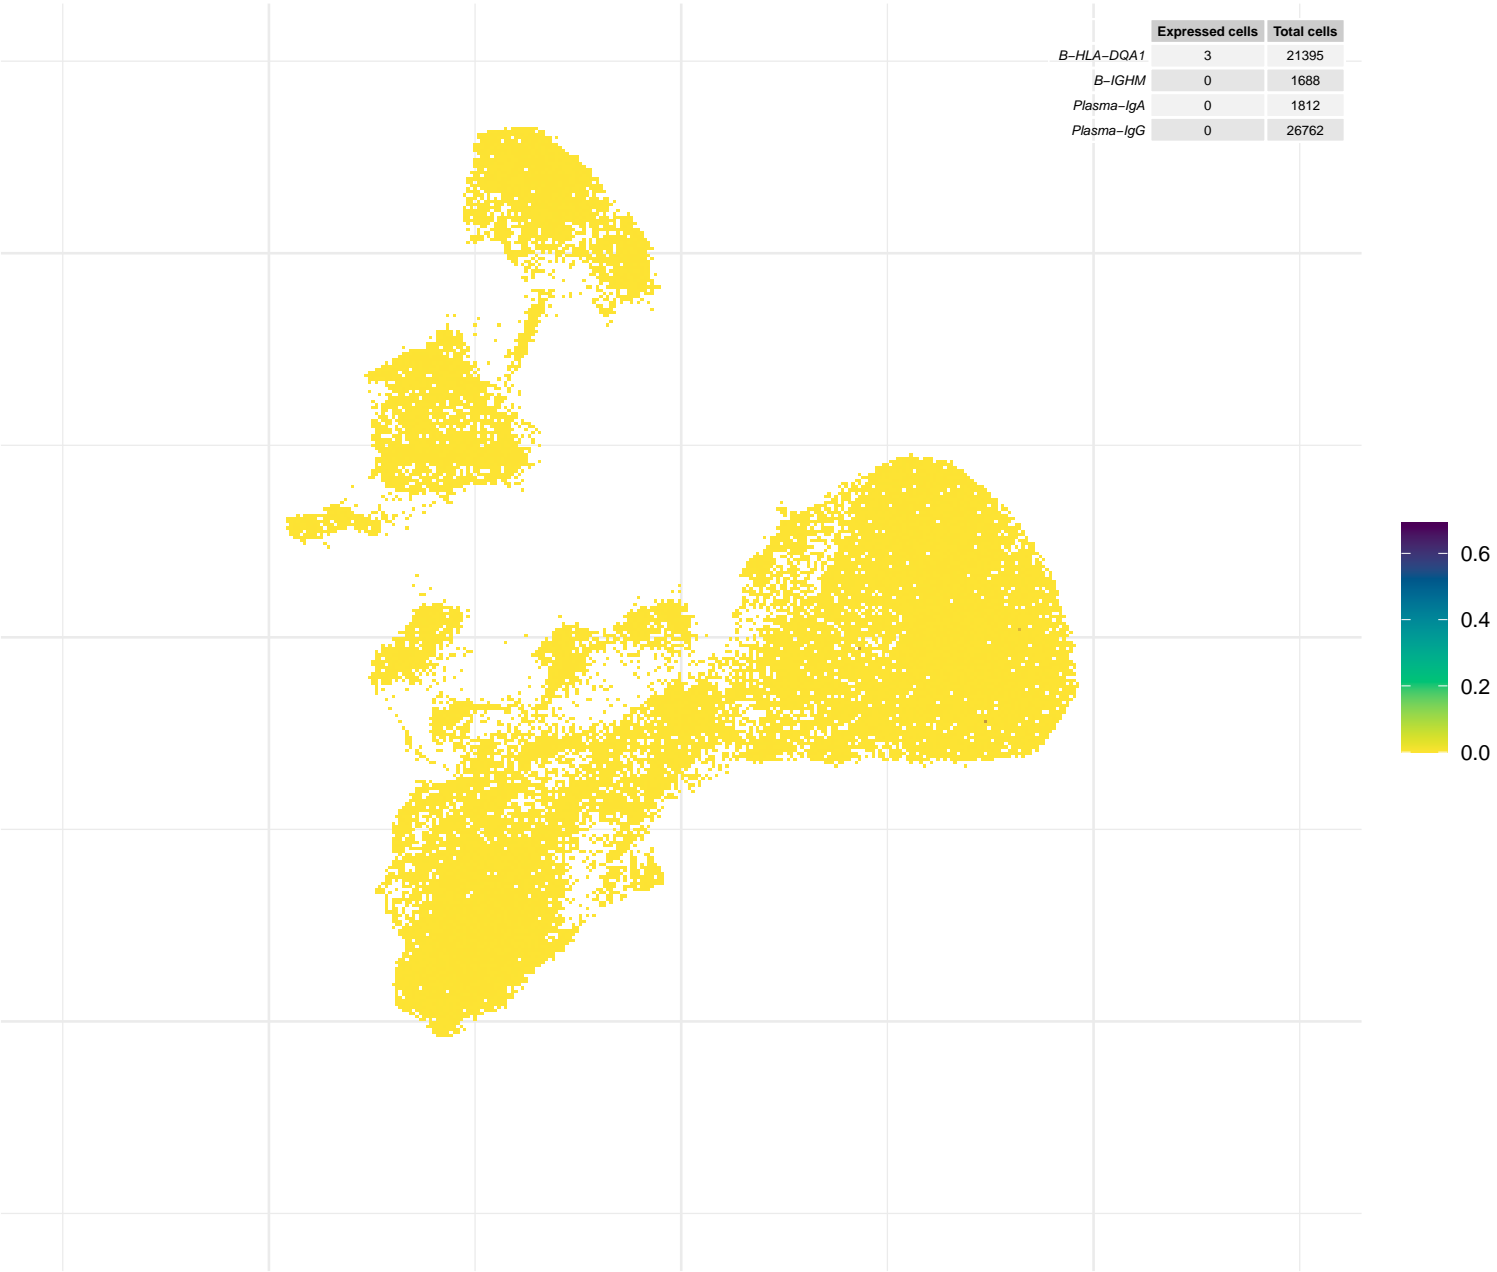 Expressed cells Total cells
B−HLA−DQA1 3 21395
B−IGHM 0 1688
Plasma−IgA 0 1812
Plasma−IgG 0 26762
0.6
0.4
0.2
0.0